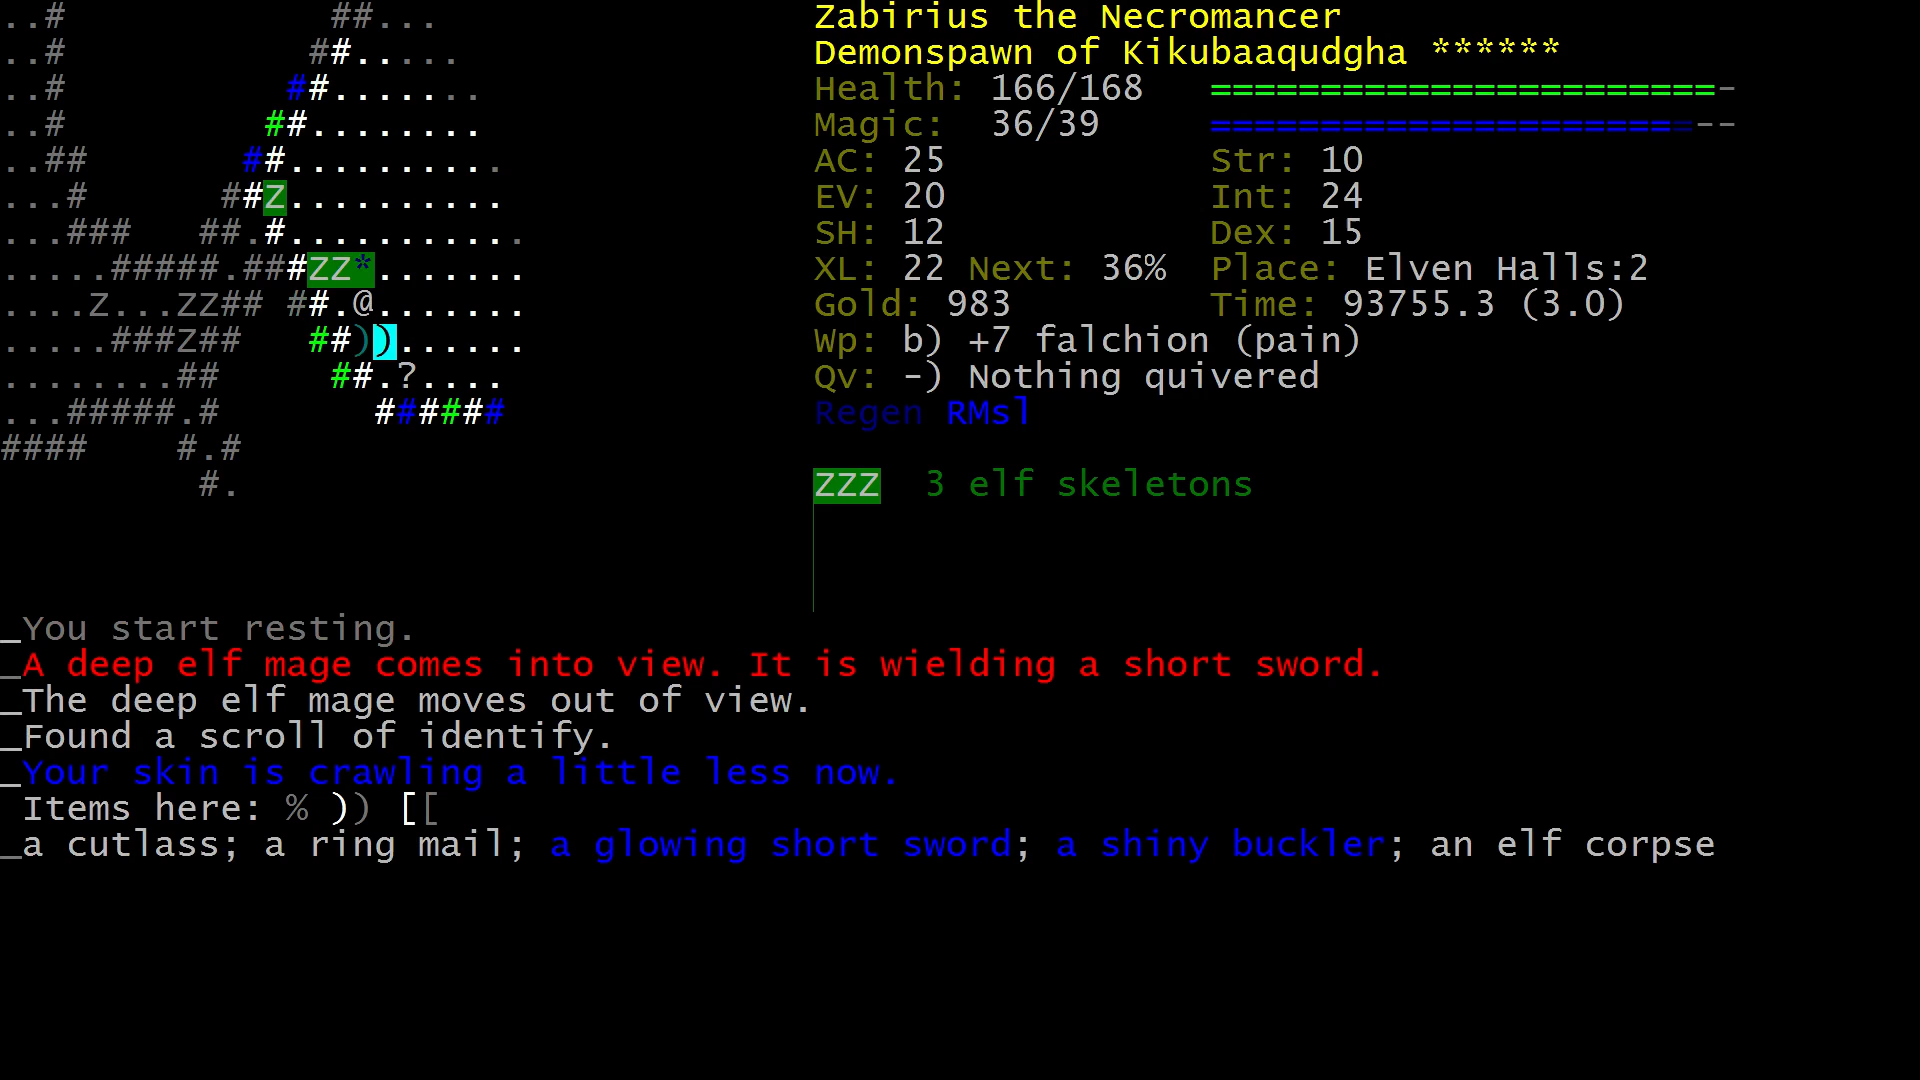 ..# ##... Zabirius the Necromancer
..# ##..... Demonspawn of Kikubaaqudgha ******
..# ##....... Health: 166/168 =======================-
..# ##........ Magic: 36/39 ======================--
..## ##.......... AC: 25 Str: 10
...# ##Z.......... EV: 20 Int: 24
...### ##.#........... SH: 12 Dex: 15
.....#####.###ZZ*....... XL: 22 Next: 36% Place: Elven Halls:2
....Z...ZZ## ##.@....... Gold: 983 Time: 93755.3 (3.0)
.....###Z## ##))...... Wp: b) +7 falchion (pain)
........## ##.?.... Qv: -) Nothing quivered
...#####.# ###### Regen RMsl
#### #.#
#. ZZZ 3 elf skeletons
_You start resting.
_A deep elf mage comes into view. It is wielding a short sword.
_The deep elf mage moves out of view.
_Found a scroll of identify.
_Your skin is crawling a little less now.
Items here: % )) [[
_a cutlass; a ring mail; a glowing short sword; a shiny buckler; an elf corpse